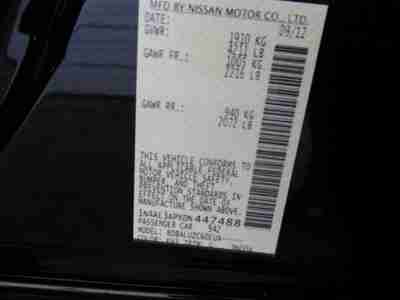 MFD BY NISSAN MOTOR CO., LTD.
DATE: 09/12
GVWR: 1910 KG
4211 LB
GAWR FR.: 1005 KG
2216 LB
GAWR RR.: 940 KG
2072 LB
THIS VEHICLE CONFORMS TO
ALL APPLICABLE FEDERAL
MOTOR VEHICLE SAFETY,
BUMPER, AND THEFT
PREVENTION STANDARDS
IN EFFECT ON THE DATE OF
MANUFACTURE SHOWN ABOVE.
447488
PASSENGER CAR
MODEL:
COLOR: